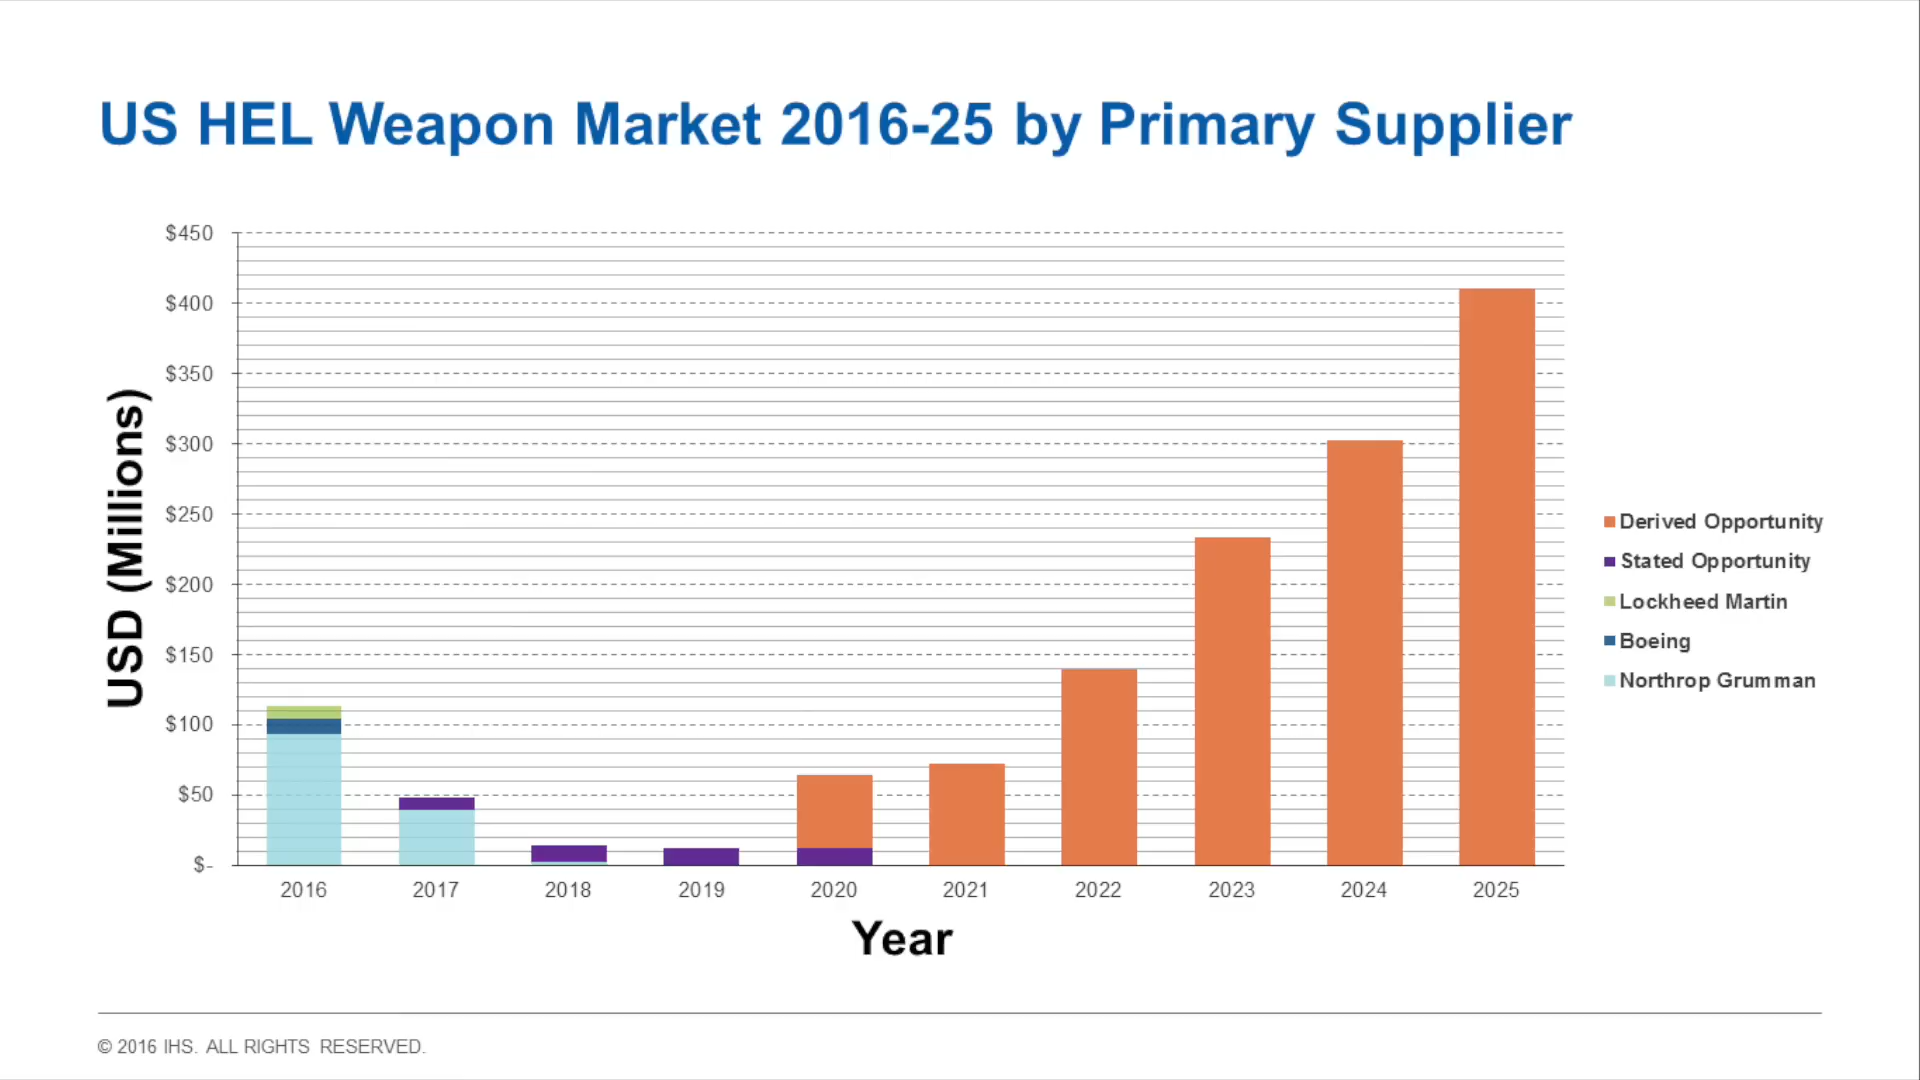 US HEL Weapon Market 2016-25 by Primary Supplier
USD (Millions)
$450
$400
$350
$300
$250
$200
$150
$100
$50
$-
2016 2017 2018 2019 2020 2021 2022 2023 2024 2025
Year
Derived Opportunity
Stated Opportunity
Lockheed Martin
Boeing
Northrop Grumman
© 2016 IHS. ALL RIGHTS RESERVED.